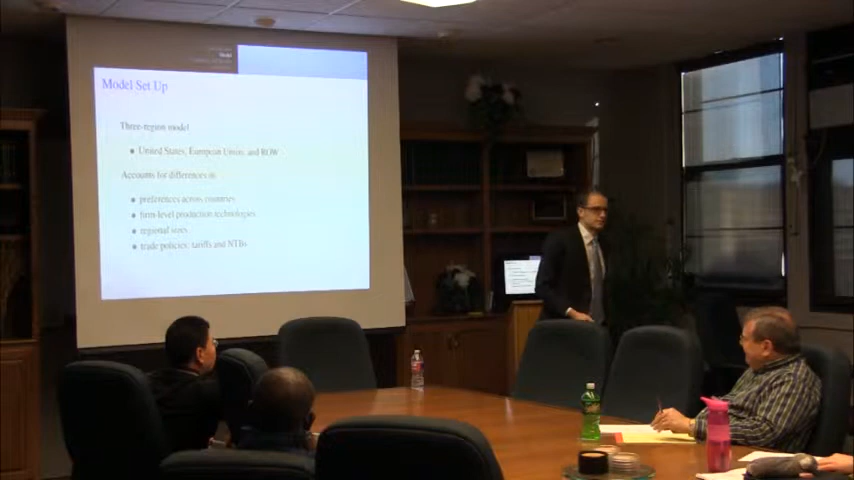 Model Set Up
Three-region model
United States, European Union, and ROW
Accounts for differences in
preferences across countries
firm-level production technologies
regional sizes
trade policies, tariffs and NTBs